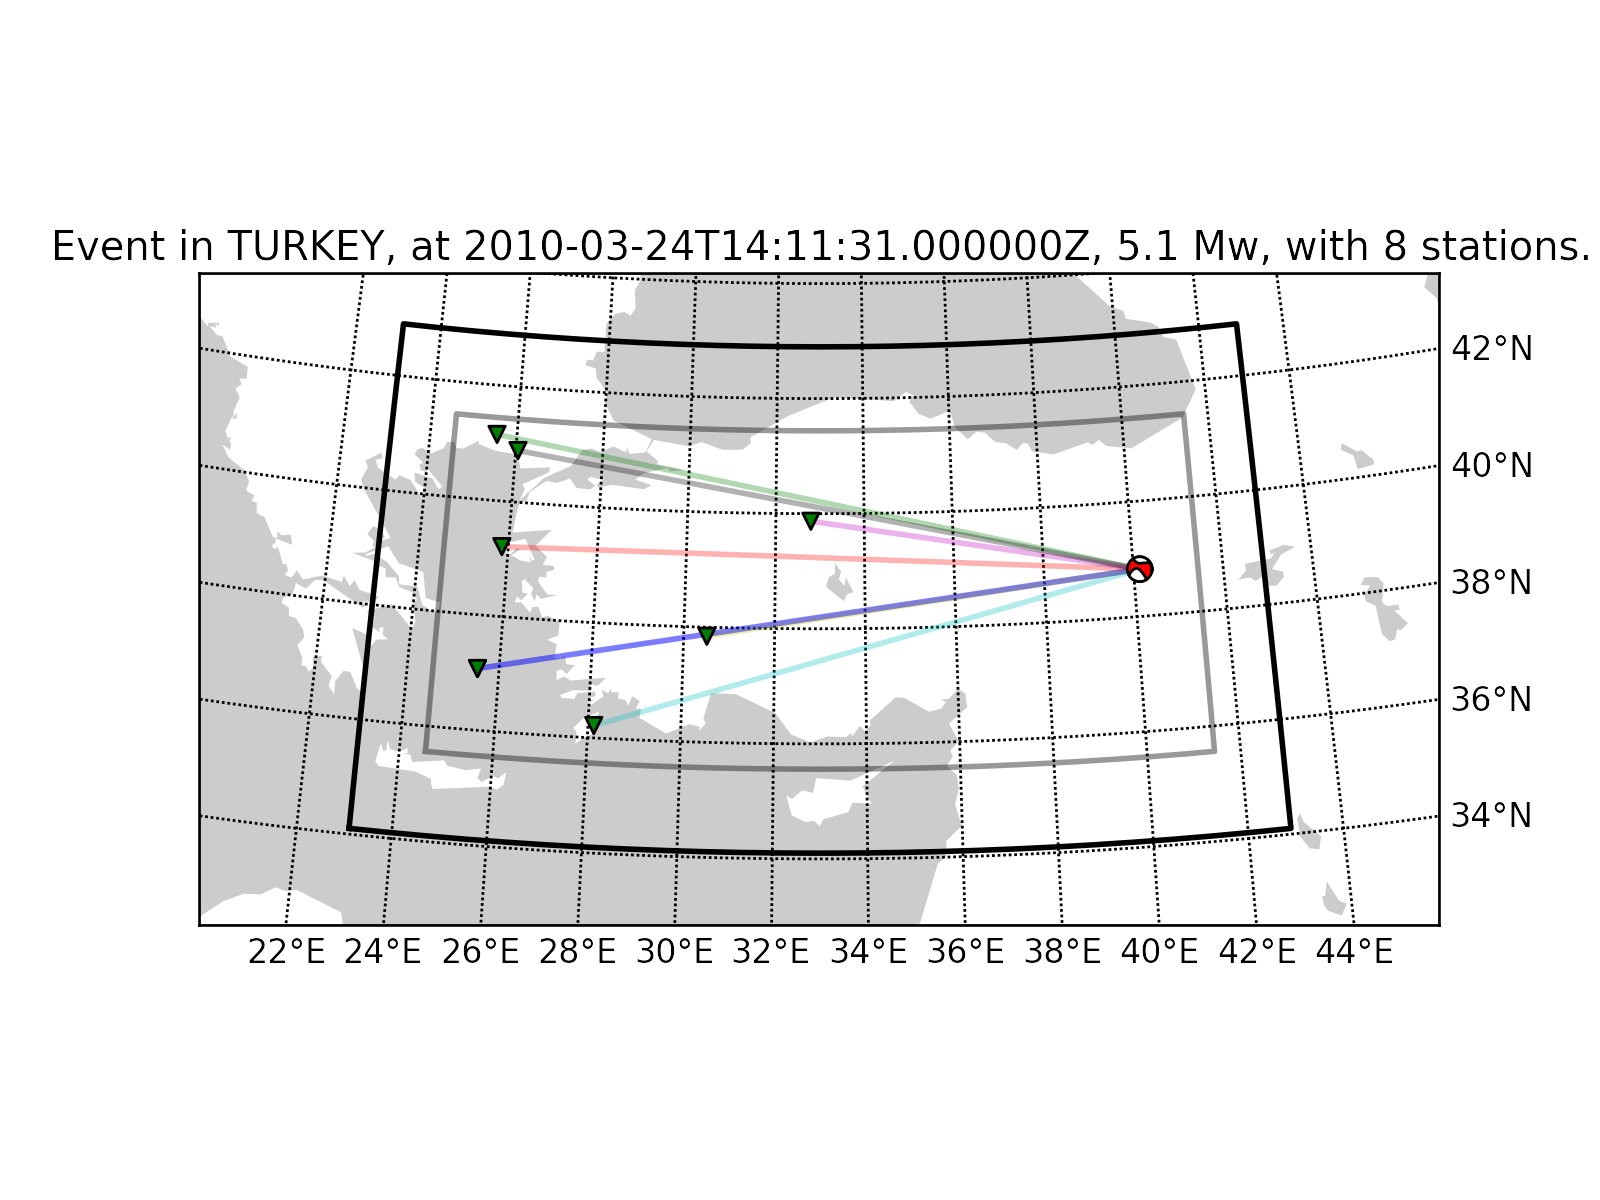 Event in TURKEY, at 2010-03-24T14:11:31.000000Z, 5.1 Mw, with 8 stations.
42°N
40°N
38°N
36°N
34°N
22°E 24°E 26°E 28°E 30°E 32°E 34°E 36°E 38°E 40°E 42°E 44°E